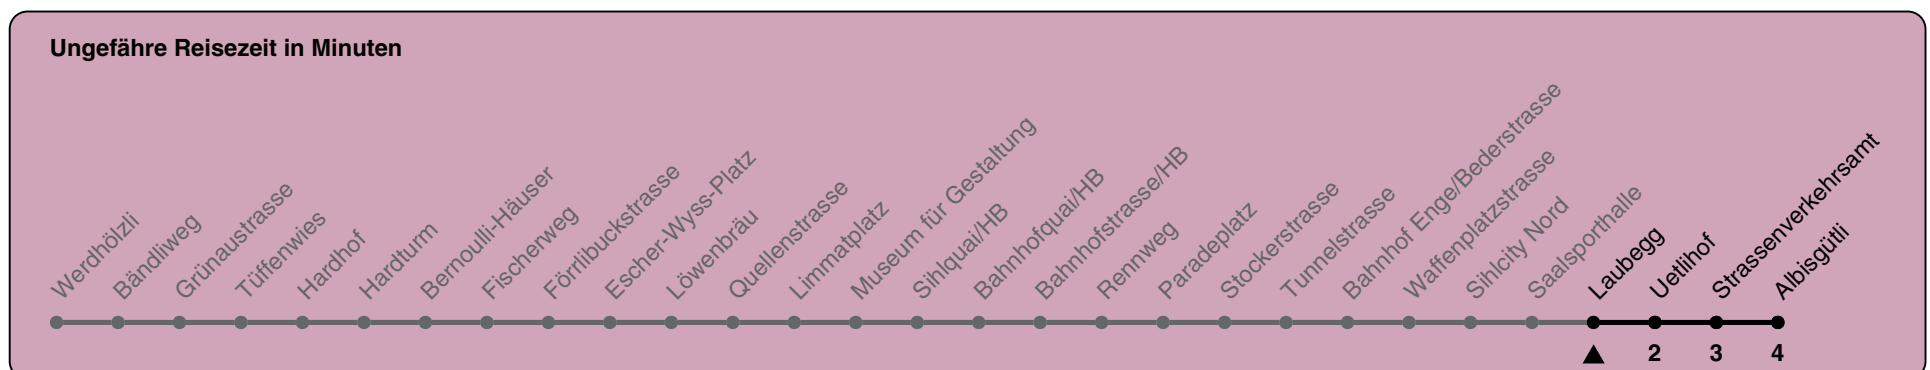 Ungefähre Reisezeit in Minuten
Werdhölzli
Bändliweg
Grünaustrasse
Tüffenwies
Hardhof
Hardturm
Bernoulli-Häuser
Fischerweg
Förrlibuckstrasse
Escher-Wyss-Platz
Löwenbräu
Quellenstrasse
Limmatplatz
Museum für Gestaltung
Sihlquai/HB
Bahnhofquai/HB
Bahnhofstrasse/HB
Rennweg
Paradeplatz
Stockerstrasse
Tunnelstrasse
Bahnhof Enge/Bederstrasse
Waffenplatzstrasse
Sihlcity Nord
Saalsporthalle
Laubegg
Uetlihof
Strassenverkehrsamt
Albisgütli
2 3 4